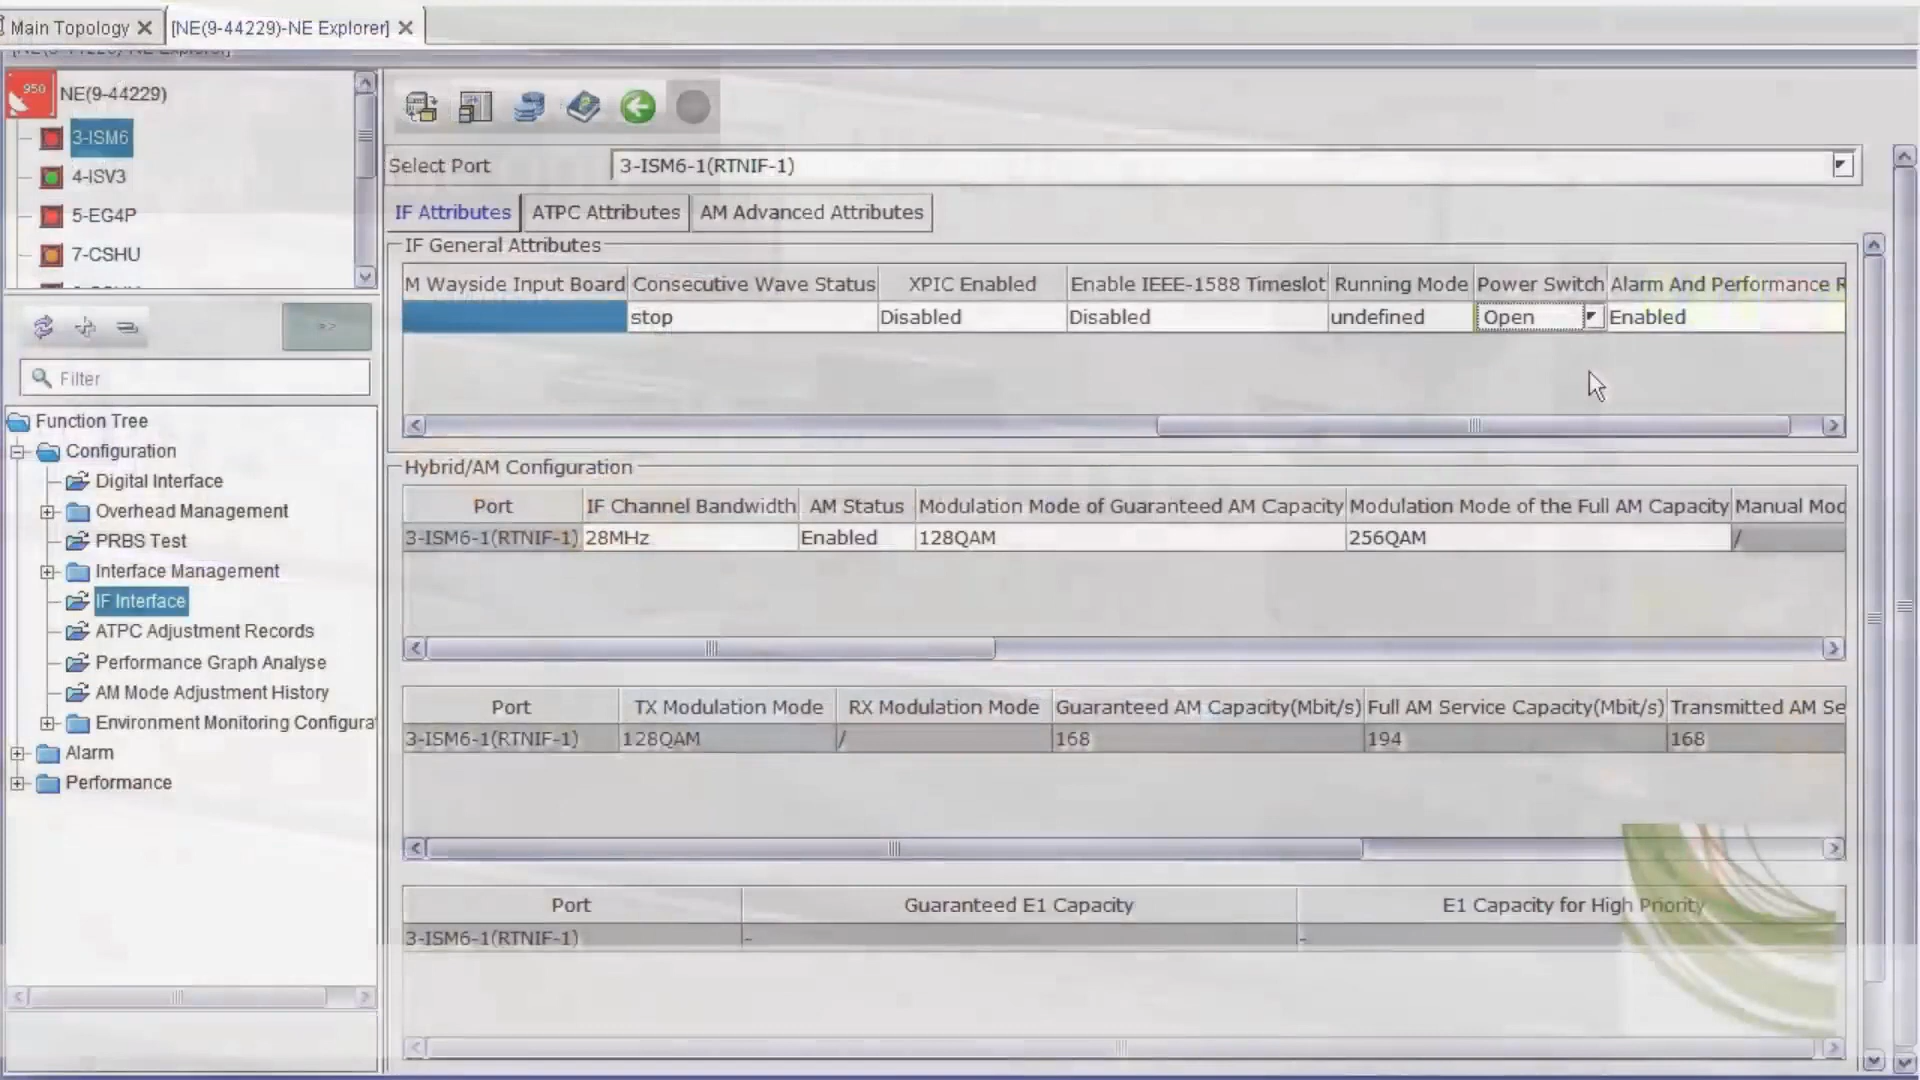 Main Topology
[NE(9-44229)-NE Explorer]
950
NE(9-44229)
3-ISM6
4-ISV3
5-EG4P
7-CSHU
Filter
Function Tree
Configuration
Digital Interface
Overhead Management
PRBS Test
Interface Management
IF Interface
ATPC Adjustment Records
Performance Graph Analyse
AM Mode Adjustment History
Environment Monitoring Configura
Alarm
Performance
Select Port 3-ISM6-1(RTNIF-1)
IF Attributes ATPC Attributes AM Advanced Attributes
IF General Attributes
M Wayside Input Board Consecutive Wave Status XPIC Enabled Enable IEEE-1588 Timeslot Running Mode Power Switch Alarm And Performance R
stop Disabled Disabled undefined Open Enabled
Hybrid/AM Configuration
Port IF Channel Bandwidth AM Status Modulation Mode of Guaranteed AM Capacity Modulation Mode of the Full AM Capacity Manual Mod
3-ISM6-1(RTNIF-1) 28MHz Enabled 128QAM 256QAM /
Port TX Modulation Mode RX Modulation Mode Guaranteed AM Capacity(Mbit/s) Full AM Service Capacity(Mbit/s) Transmitted AM Se
3-ISM6-1(RTNIF-1) 128QAM / 168 194 168
Port Guaranteed E1 Capacity E1 Capacity for High Priority
3-ISM6-1(RTNIF-1) - -